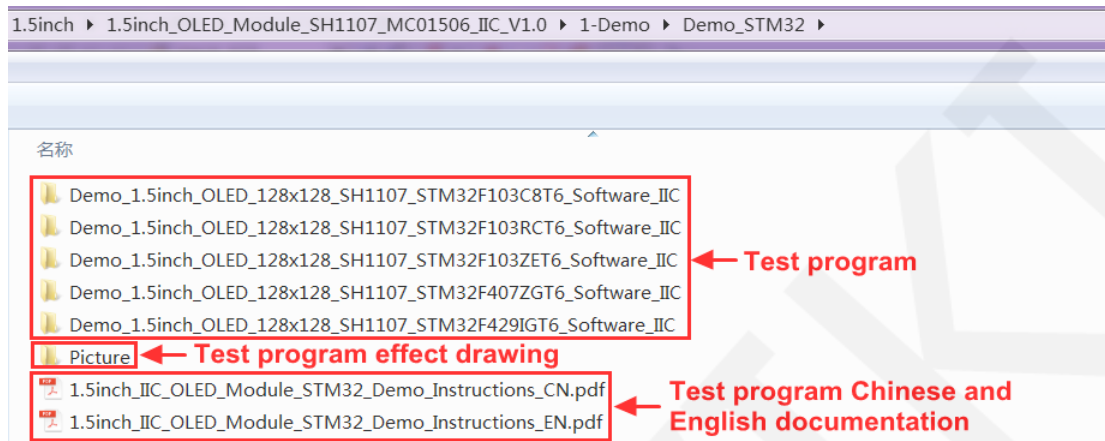 1.5inch ▸ 1.5inch_OLED_Module_SH1107_MC01506_IIC_V1.0 ▸ 1-Demo ▸ Demo_STM32 ▸
名称
Demo_1.5inch_OLED_128x128_SH1107_STM32F103C8T6_Software_IIC
Demo_1.5inch_OLED_128x128_SH1107_STM32F103RCT6_Software_IIC
Demo_1.5inch_OLED_128x128_SH1107_STM32F103ZET6_Software_IIC
Test program
Demo_1.5inch_OLED_128x128_SH1107_STM32F407ZGT6_Software_IIC
Demo_1.5inch_OLED_128x128_SH1107_STM32F429IGT6_Software_IIC
Picture
Test program effect drawing
1.5inch_IIC_OLED_Module_STM32_Demo_Instructions_CN.pdf
1.5inch_IIC_OLED_Module_STM32_Demo_Instructions_EN.pdf
Test program Chinese and
English documentation